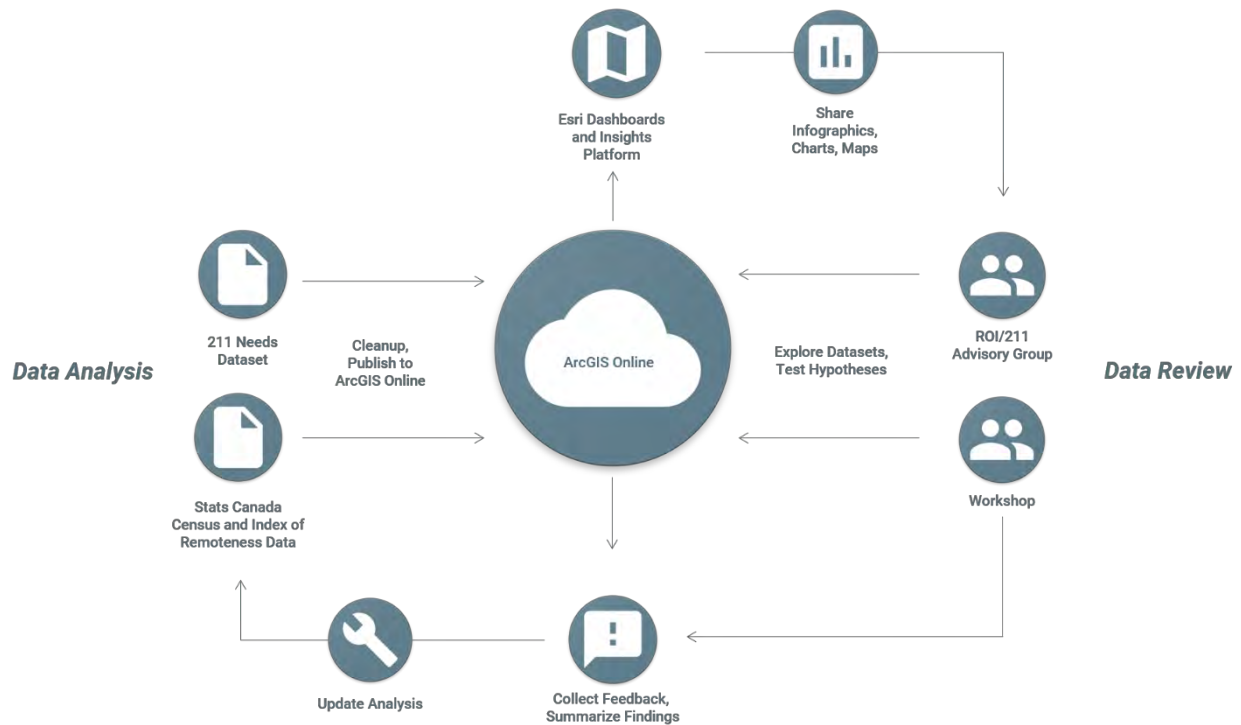 Esri Dashboards
and Insights
Platform
Share
Infographics,
Charts, Maps
211 Needs
Dataset
Cleanup,
Publish to
ArcGIS Online
ArcGIS Online
Explore Datasets,
Test Hypotheses
ROI/211
Advisory Group
Data Analysis
Data Review
Stats Canada
Census and Index of
Remoteness Data
Workshop
Update Analysis
Collect Feedback,
Summarize Findings